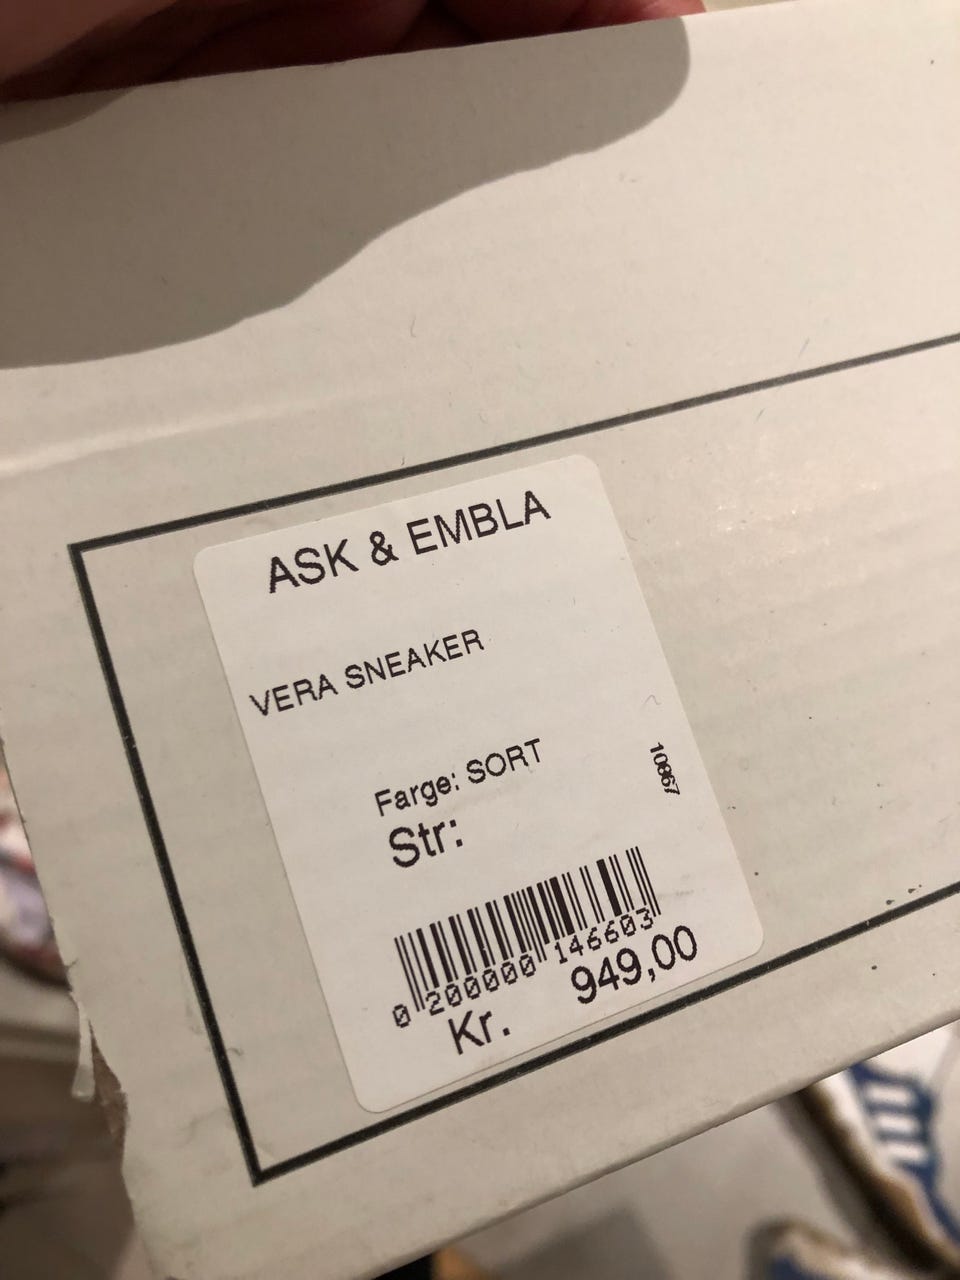 ASK & EMBLA
VERA SNEAKER
Farge: SORT
Str:
10867
0 200000 146603
Kr. 949,00